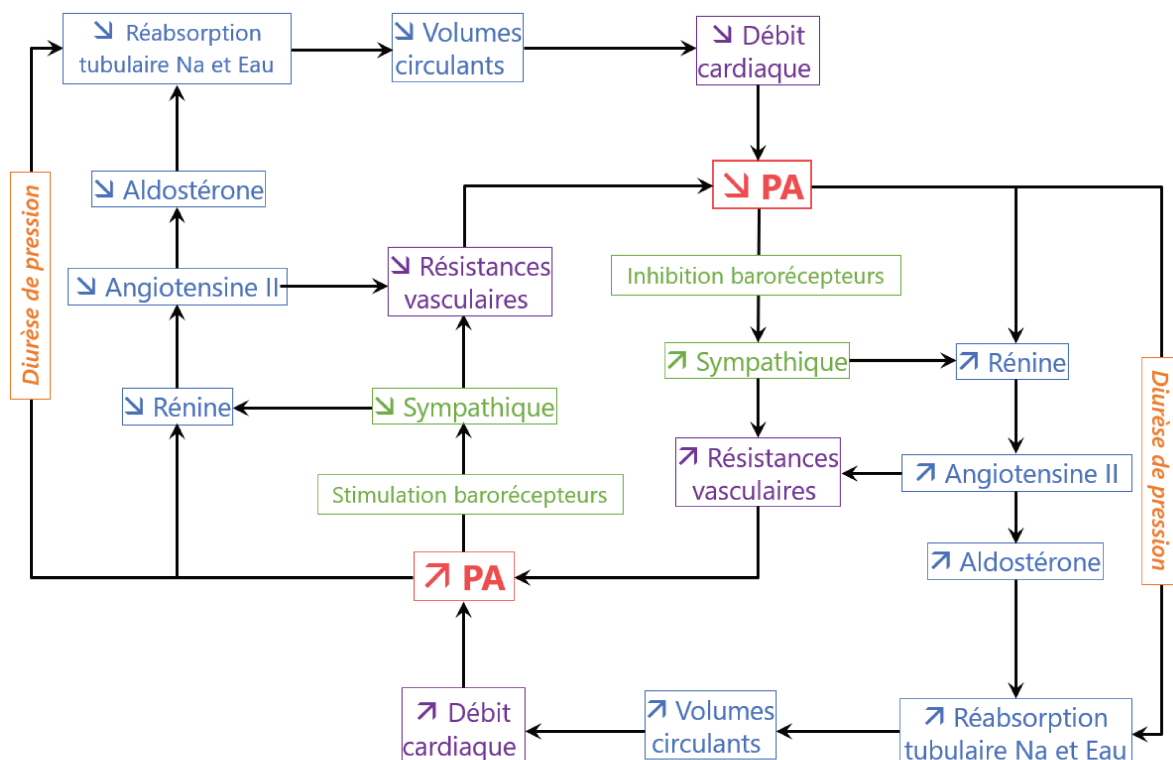 ↘ Réabsorption
tubulaire Na et Eau
↘ Volumes
circulants
↘ Débit
cardiaque
↘ PA
Diurèse de pression
↘ Aldostérone
↘ Angiotensine II
↘ Résistances
vasculaires
↘ Rénine
↘ Sympathique
Stimulation barorécepteurs
↗ PA
Inhibition barorécepteurs
↗ Sympathique
↗ Rénine
↗ Résistances
vasculaires
↗ Angiotensine II
↗ Aldostérone
Diurèse de pression
↗ Débit
cardiaque
↗ Volumes
circulants
↗ Réabsorption
tubulaire Na et Eau